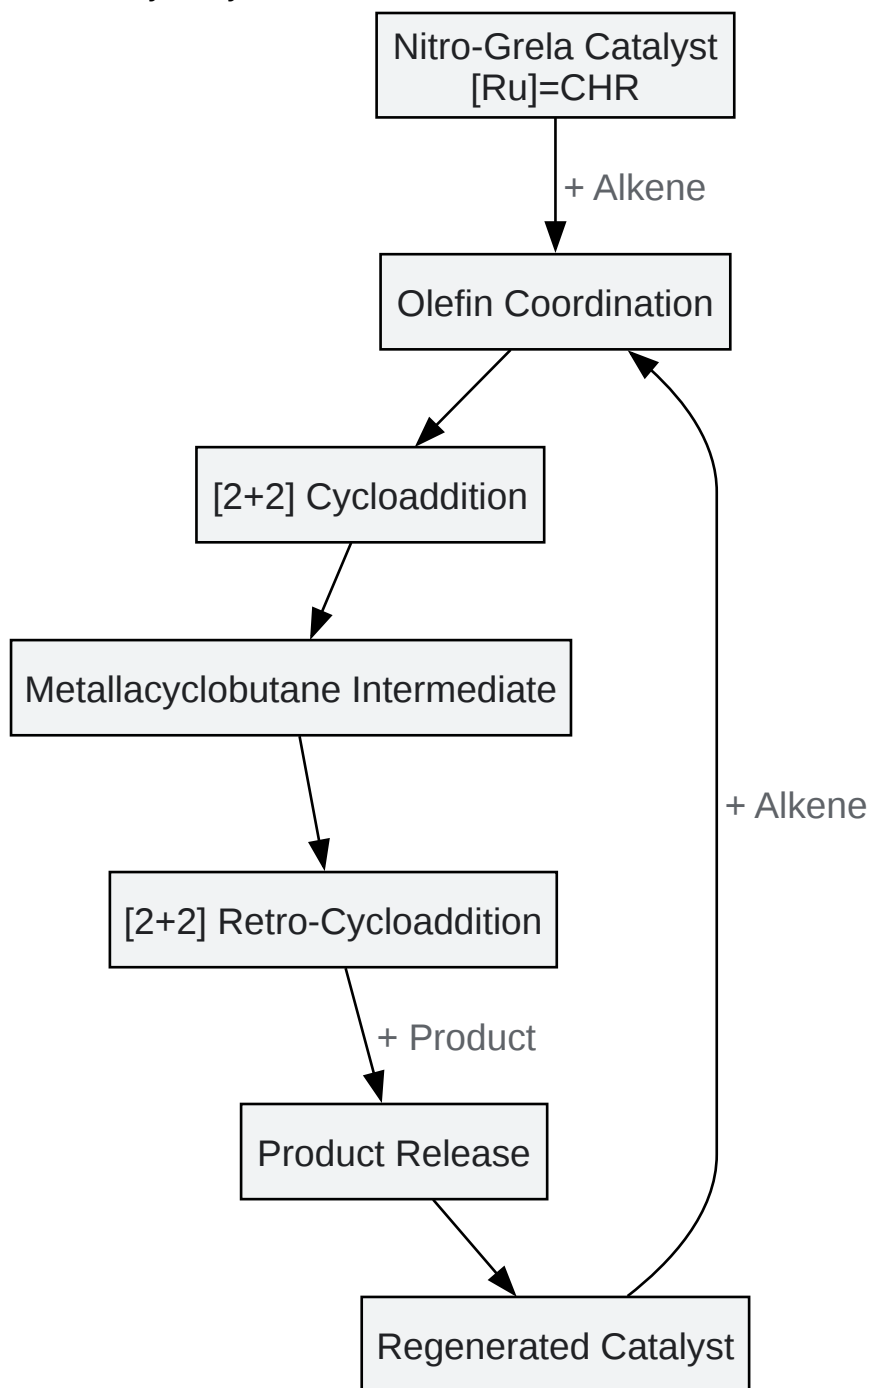 Nitro-Grela Catalyst
[Ru]=CHR
+ Alkene
Olefin Coordination
[2+2] Cycloaddition
Metallacyclobutane Intermediate
+ Alkene
[2+2] Retro-Cycloaddition
+ Product
Product Release
Regenerated Catalyst